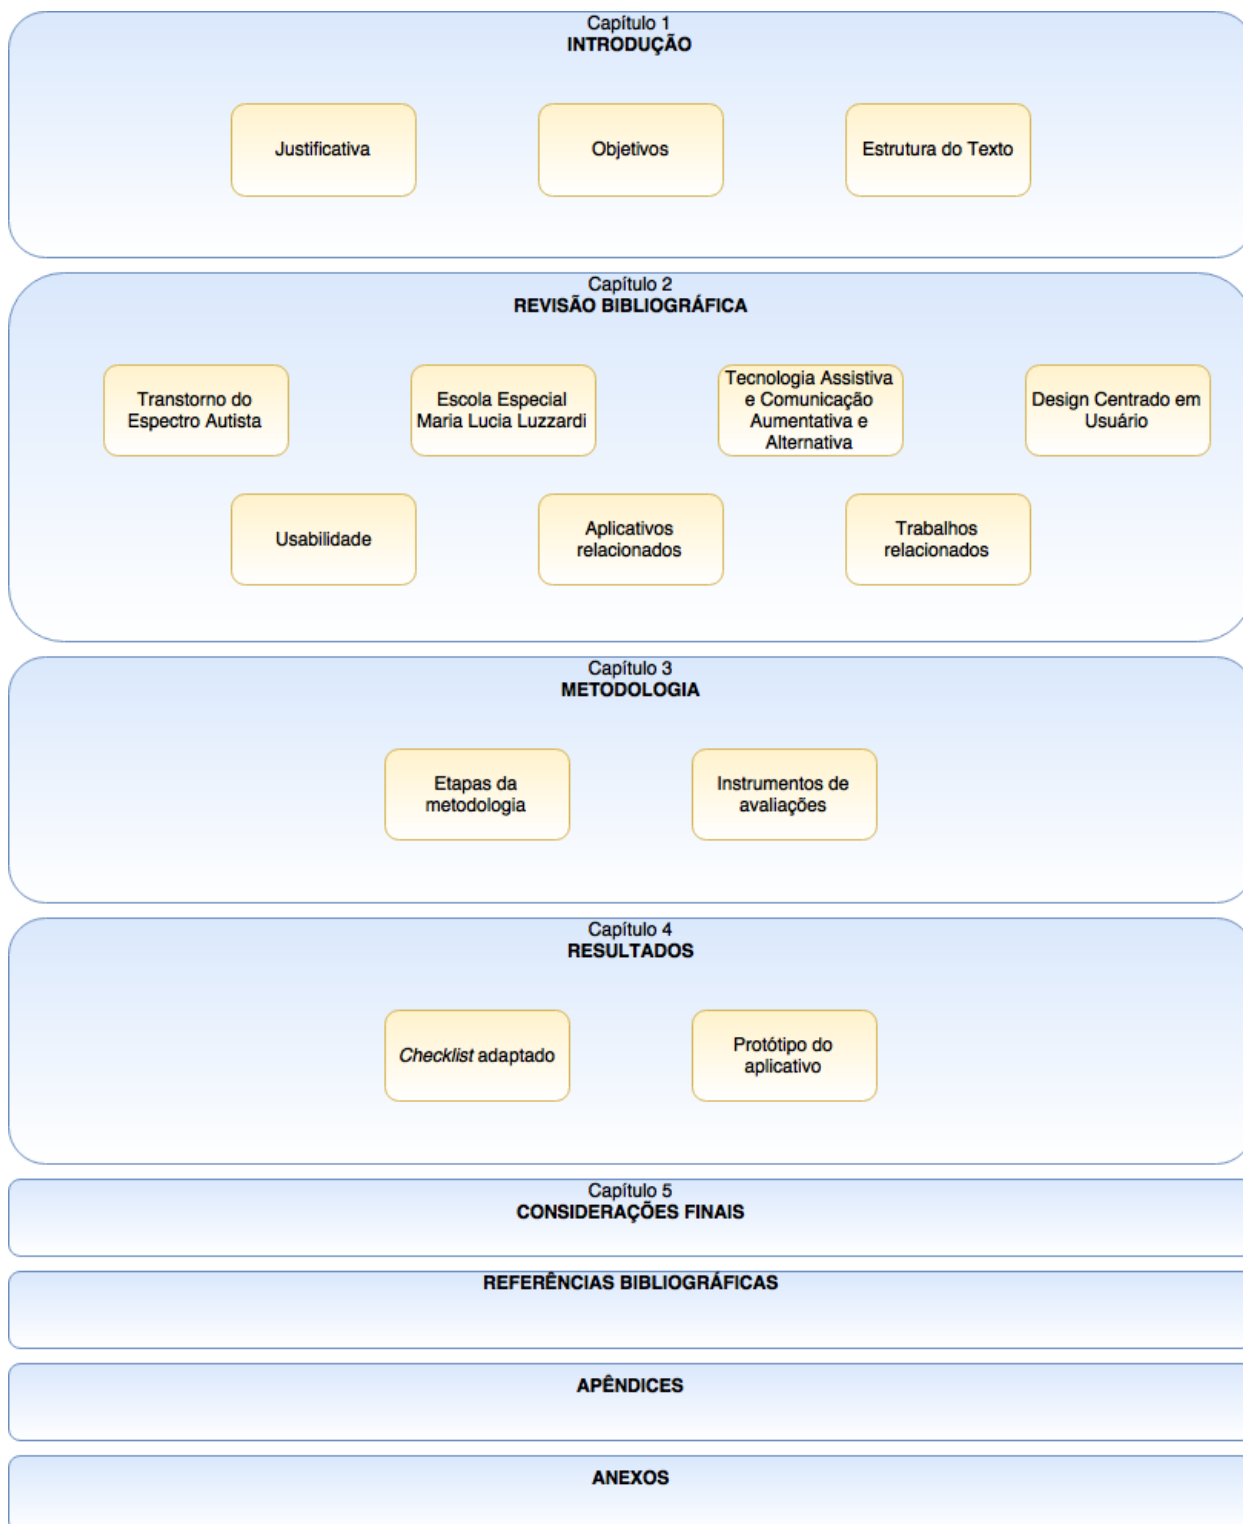 Capítulo 1
INTRODUÇÃO
Justificativa
Objetivos
Estrutura do Texto
Capítulo 2
REVISÃO BIBLIOGRÁFICA
Transtorno do
Espectro Autista
Escola Especial
Maria Lucia Luzzardi
Tecnologia Assistiva
e Comunicação
Aumentativa e
Alternativa
Design Centrado em
Usuário
Usabilidade
Aplicativos
relacionados
Trabalhos
relacionados
Capítulo 3
METODOLOGIA
Etapas da
metodologia
Instrumentos de
avaliações
Capítulo 4
RESULTADOS
Checklist adaptado
Protótipo do
aplicativo
Capítulo 5
CONSIDERAÇÕES FINAIS
REFERÊNCIAS BIBLIOGRÁFICAS
APÊNDICES
ANEXOS